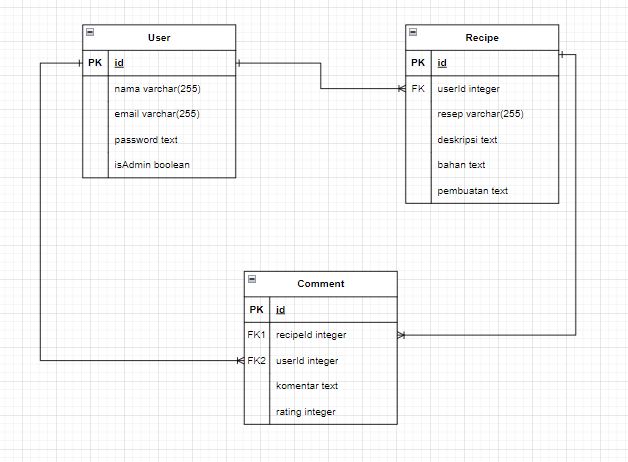 User
PK id
nama varchar(255)
email varchar(255)
password text
isAdmin boolean
Recipe
PK id
FK userId integer
resep varchar(255)
deskripsi text
bahan text
pembuatan text
Comment
PK id
FK1 recipeId integer
FK2 userId integer
komentar text
rating integer